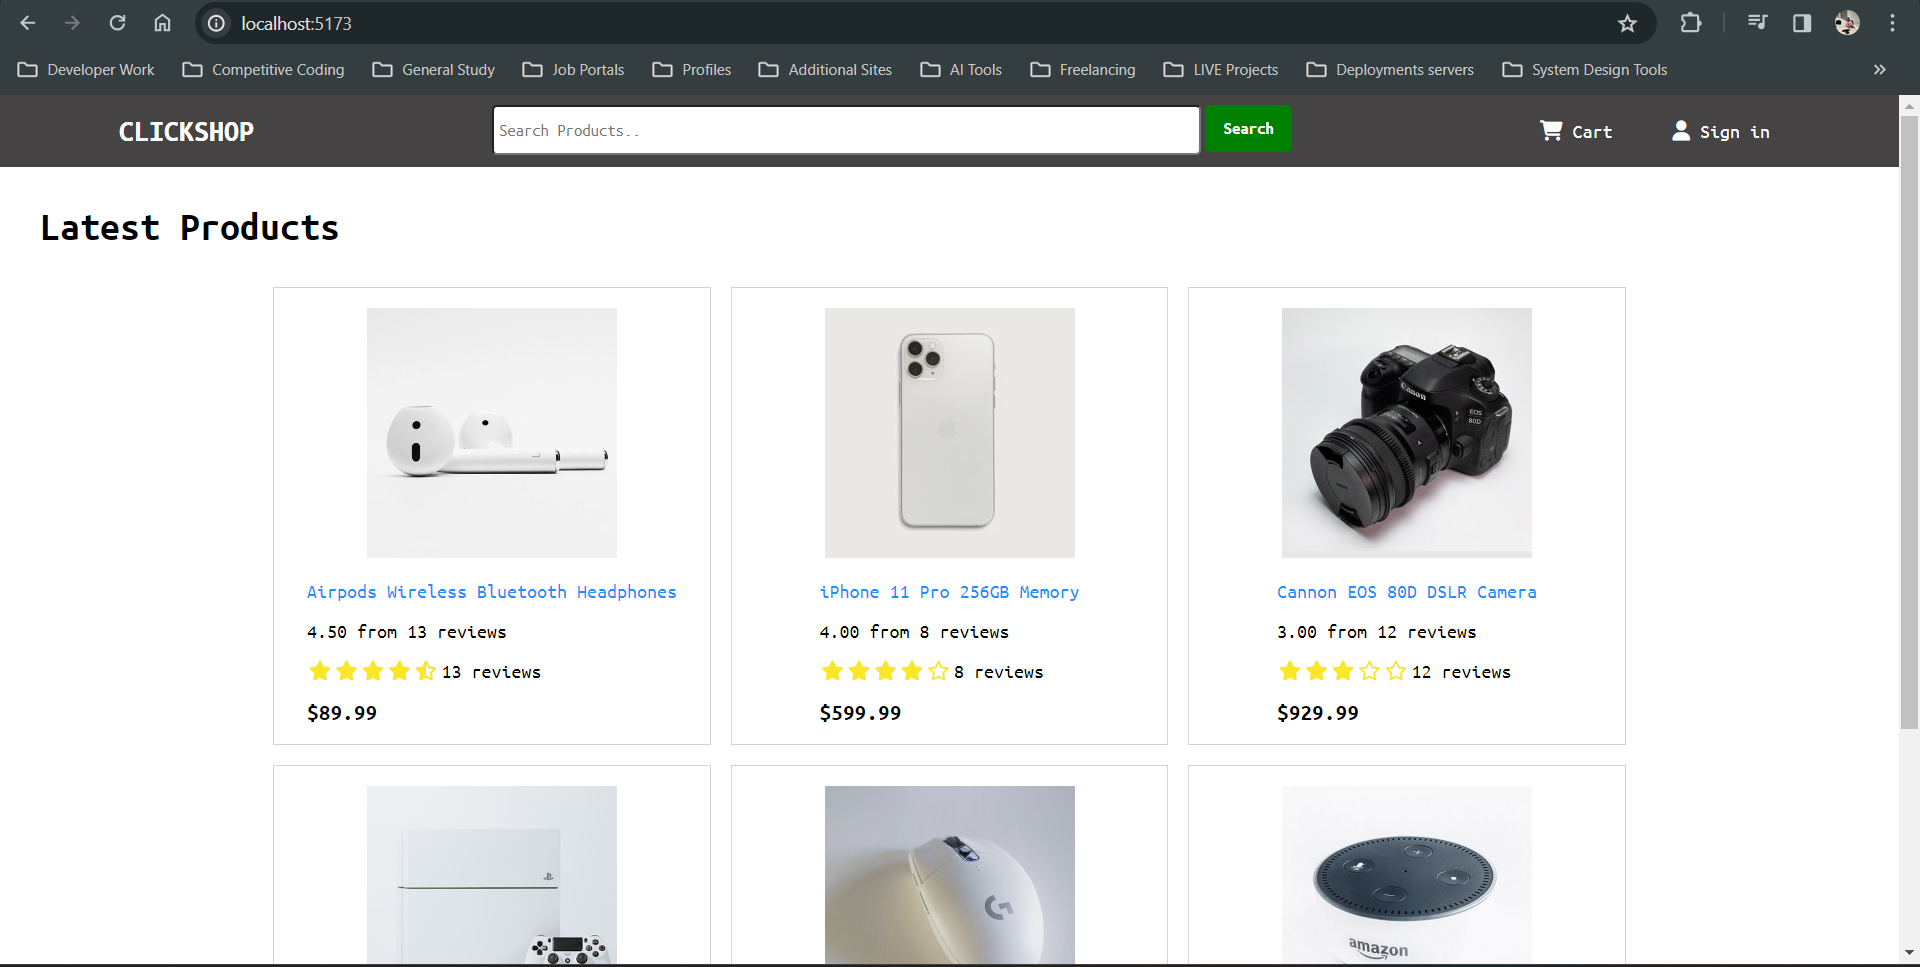 localhost:5173
Developer Work Competitive Coding General Study Job Portals Profiles Additional Sites AI Tools Freelancing LIVE Projects Deployments servers System Design Tools
CLICKSHOP Search Products.. Search Cart Sign in
Latest Products
Canon
EOS
80D
Airpods Wireless Bluetooth Headphones
4.50 from 13 reviews
13 reviews
$89.99
iPhone 11 Pro 256GB Memory
4.00 from 8 reviews
8 reviews
$599.99
Cannon EOS 80D DSLR Camera
3.00 from 12 reviews
12 reviews
$929.99
G
amazon